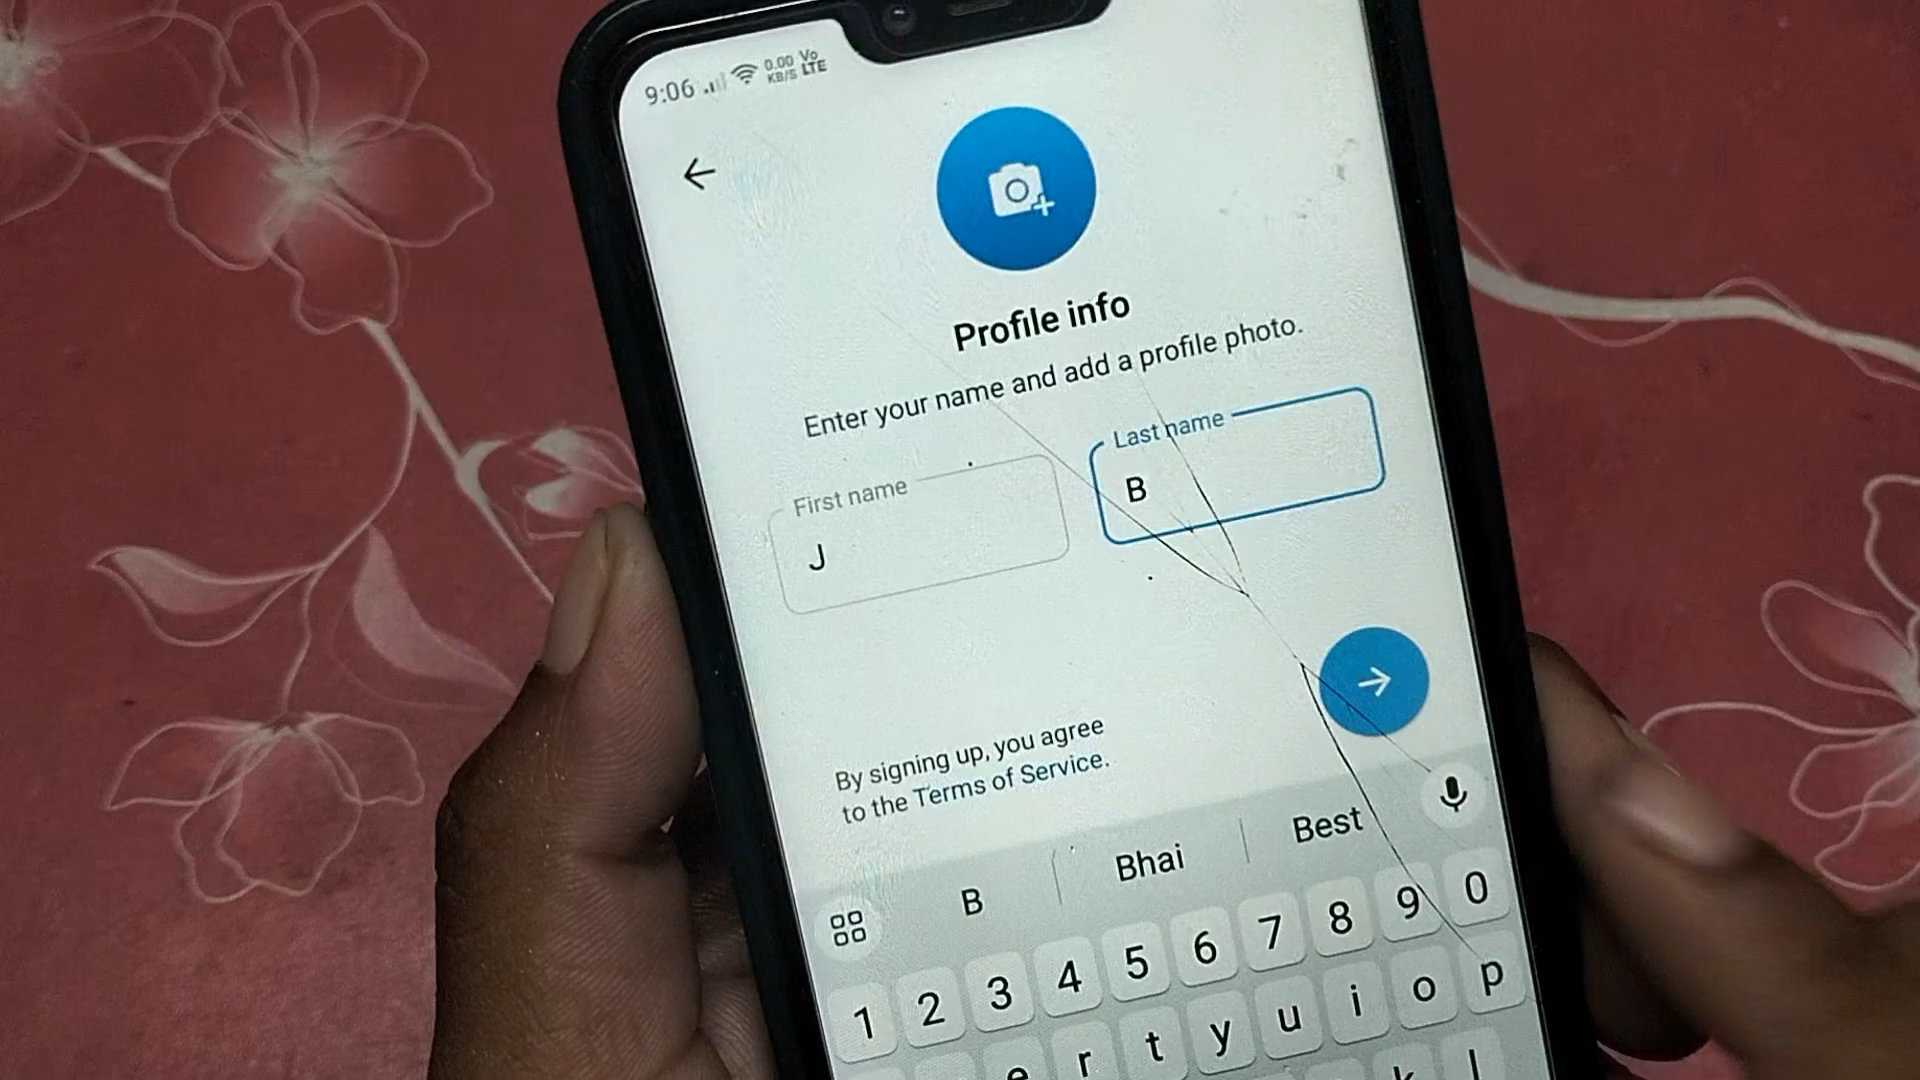 9:06 0.00 KB/S Vo LTE
Profile info
Enter your name and add a profile photo.
First name
J
Last name
B
By signing up, you agree
to the Terms of Service.
B Bhai Best
1 2 3 4 5 6 7 8 9 0
e r t y u i o p
k l